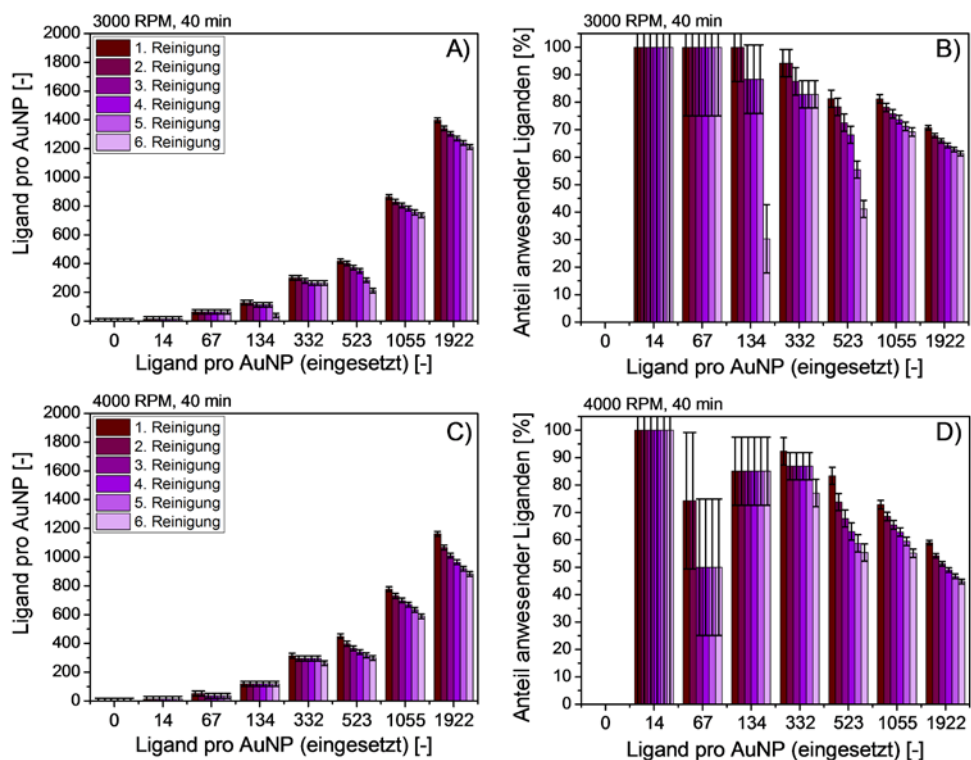 3000 RPM, 40 min
A)
Ligand pro AuNP [-]
2000
1800
1600
1400
1200
1000
800
600
400
200
0
1. Reinigung
2. Reinigung
3. Reinigung
4. Reinigung
5. Reinigung
6. Reinigung
0 14 67 134 332 523 1055 1922
Ligand pro AuNP (eingesetzt) [-]
3000 RPM, 40 min
B)
Anteil anwesender Liganden [%]
100
90
80
70
60
50
40
30
20
10
0
0 14 67 134 332 523 1055 1922
Ligand pro AuNP (eingesetzt) [-]
4000 RPM, 40 min
C)
Ligand pro AuNP [-]
2000
1800
1600
1400
1200
1000
800
600
400
200
0
1. Reinigung
2. Reinigung
3. Reinigung
4. Reinigung
5. Reinigung
6. Reinigung
0 14 67 134 332 523 1055 1922
Ligand pro AuNP (eingesetzt) [-]
4000 RPM, 40 min
D)
Anteil anwesender Liganden [%]
100
90
80
70
60
50
40
30
20
10
0
0 14 67 134 332 523 1055 1922
Ligand pro AuNP (eingesetzt) [-]